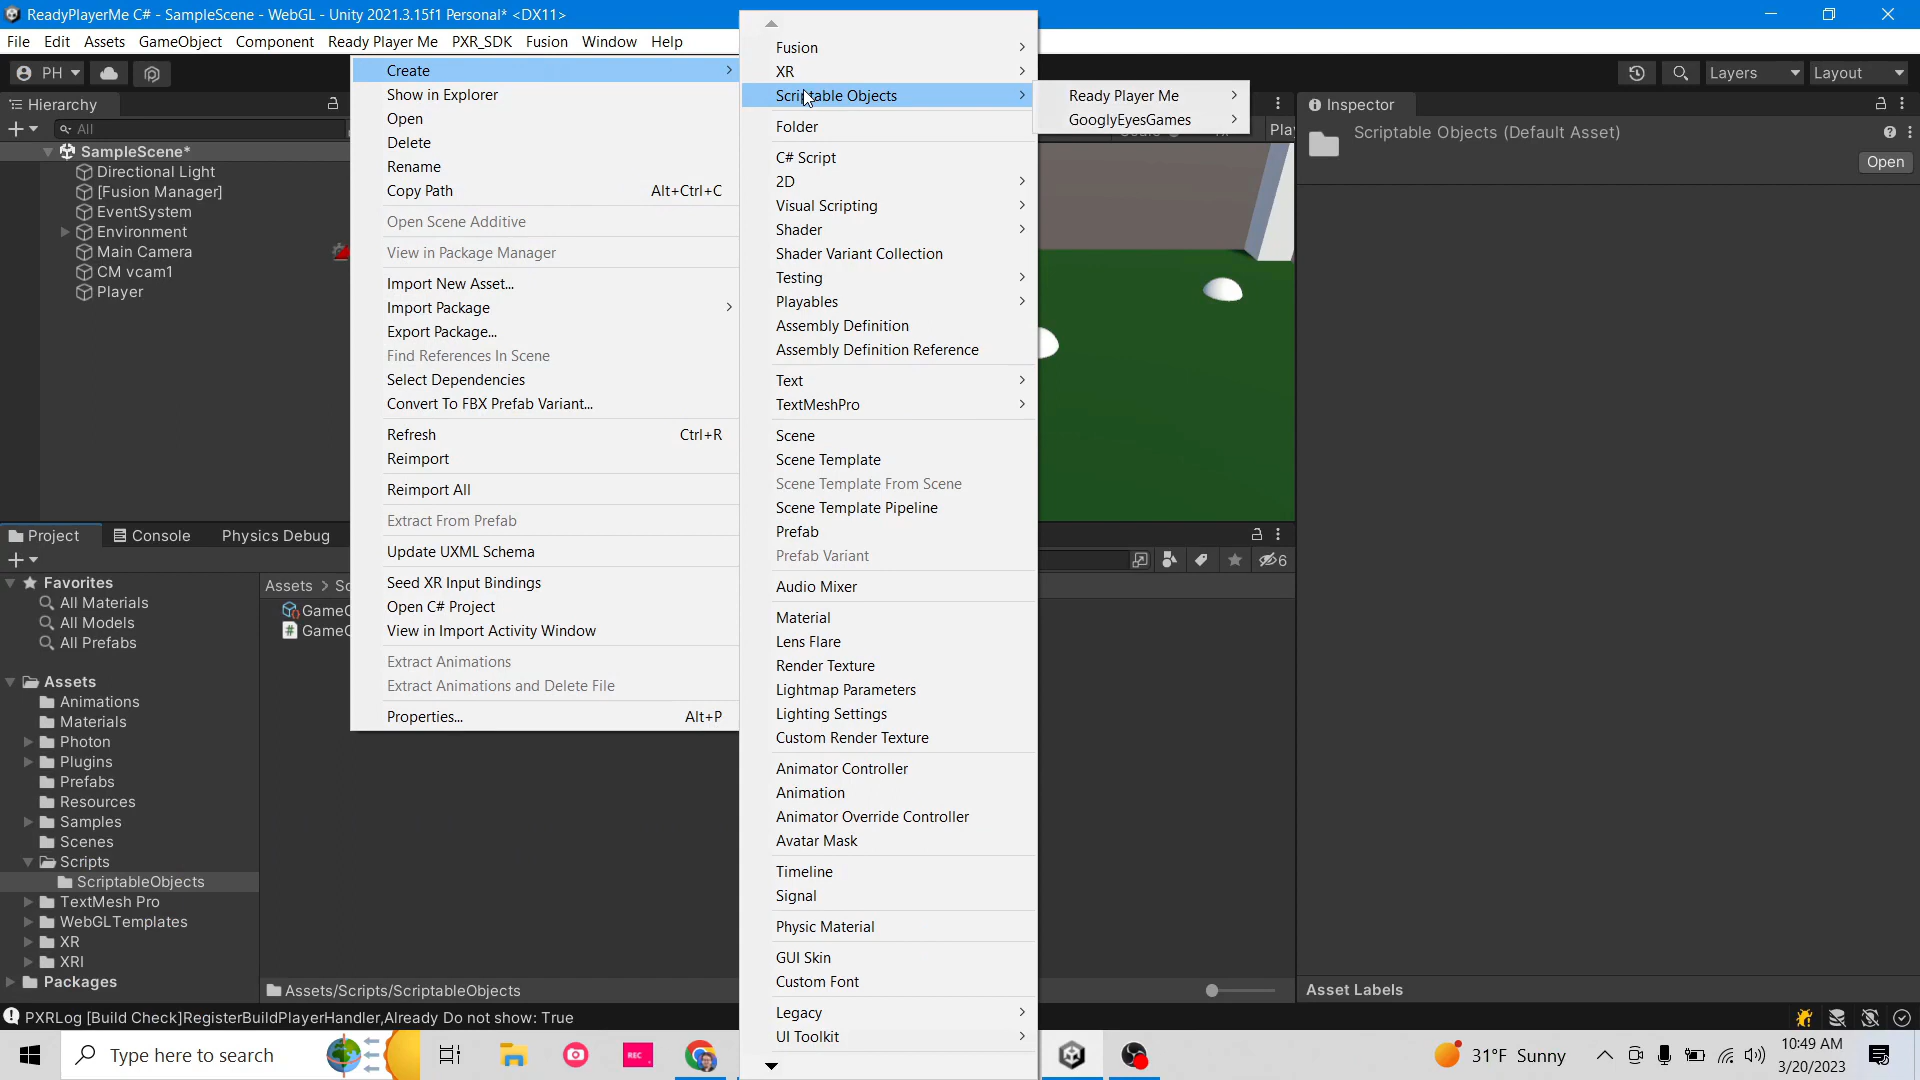 ReadyPlayerMe C# - SampleScene - WebGL - Unity 2021.3.15f1 Personal* <DX11>
File Edit Assets GameObject Component Ready Player Me PXR_SDK Fusion Window Help
PH
Layers
Layout
Hierarchy
All
SampleScene*
Directional Light
[Fusion Manager]
EventSystem
Environment
Main Camera
CM vcam1
Player
Create
Show in Explorer
Open
Delete
Rename
Copy Path Alt+Ctrl+C
Open Scene Additive
View in Package Manager
Import New Asset...
Import Package
Export Package...
Find References In Scene
Select Dependencies
Convert To FBX Prefab Variant...
Refresh Ctrl+R
Reimport
Reimport All
Extract From Prefab
Update UXML Schema
Seed XR Input Bindings
Open C# Project
View in Import Activity Window
Extract Animations
Extract Animations and Delete File
Properties... Alt+P
Fusion
XR
Scriptable Objects
Folder
C# Script
2D
Visual Scripting
Shader
Shader Variant Collection
Testing
Playables
Assembly Definition
Assembly Definition Reference
Text
TextMeshPro
Scene
Scene Template
Scene Template From Scene
Scene Template Pipeline
Prefab
Prefab Variant
Audio Mixer
Material
Lens Flare
Render Texture
Lightmap Parameters
Lighting Settings
Custom Render Texture
Animator Controller
Animation
Animator Override Controller
Avatar Mask
Timeline
Signal
Physic Material
GUI Skin
Custom Font
Legacy
UI Toolkit
Ready Player Me
GooglyEyesGames
Play
Inspector
Scriptable Objects (Default Asset)
Open
Asset Labels
Project Console Physics Debug
6
Favorites
All Materials
All Models
All Prefabs
Assets
Animations
Materials
Photon
Plugins
Prefabs
Resources
Samples
Scenes
Scripts
ScriptableObjects
TextMesh Pro
WebGLTemplates
XR
XRI
Packages
Assets > Sc
GameC
GameC
Assets/Scripts/ScriptableObjects
PXRLog [Build Check]RegisterBuildPlayerHandler,Already Do not show: True
Type here to search
REC
31°F Sunny
10:49 AM
3/20/2023